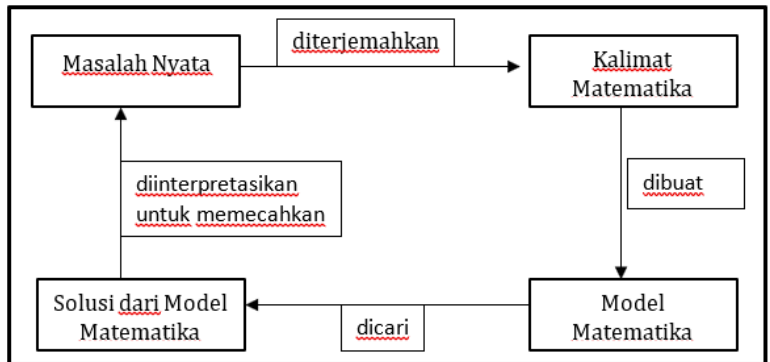 diterjemahkan
Masalah Nyata
Kalimat
Matematika
diinterpretasikan
untuk memecahkan
dibuat
Solusi dari Model
Matematika
dicari
Model
Matematika